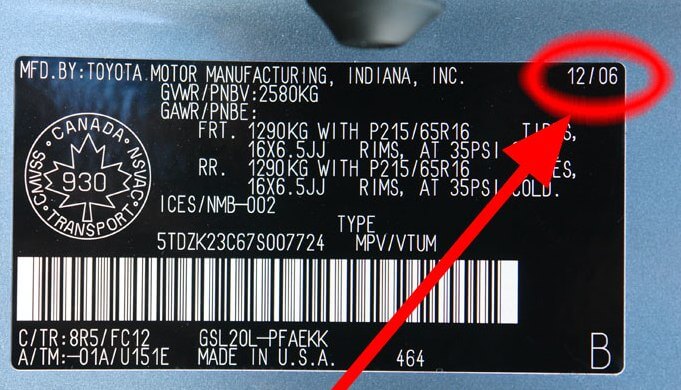 MFD.BY:TOYOTA MOTOR MANUFACTURING, INDIANA, INC. 12/06
GVWR/PNBV:2580KG
GAWR/PNBE:
FRT. 1290KG WITH P215/65R16
16X6.5JJ RIMS, AT 35PSI COLD.
RR. 1290KG WITH P215/65R16
16X6.5JJ RIMS, AT 35PSI COLD.
CANADA
CMVSS 930 NSVAC
TRANSPORT
ICES/NMB-002
TYPE
5TDZK23C67S007724 MPV/VTUM
C/TR:8R5/FC12 GSL20L-PFAEKK
A/TM:-01A/U151E MADE IN U.S.A. 464 B